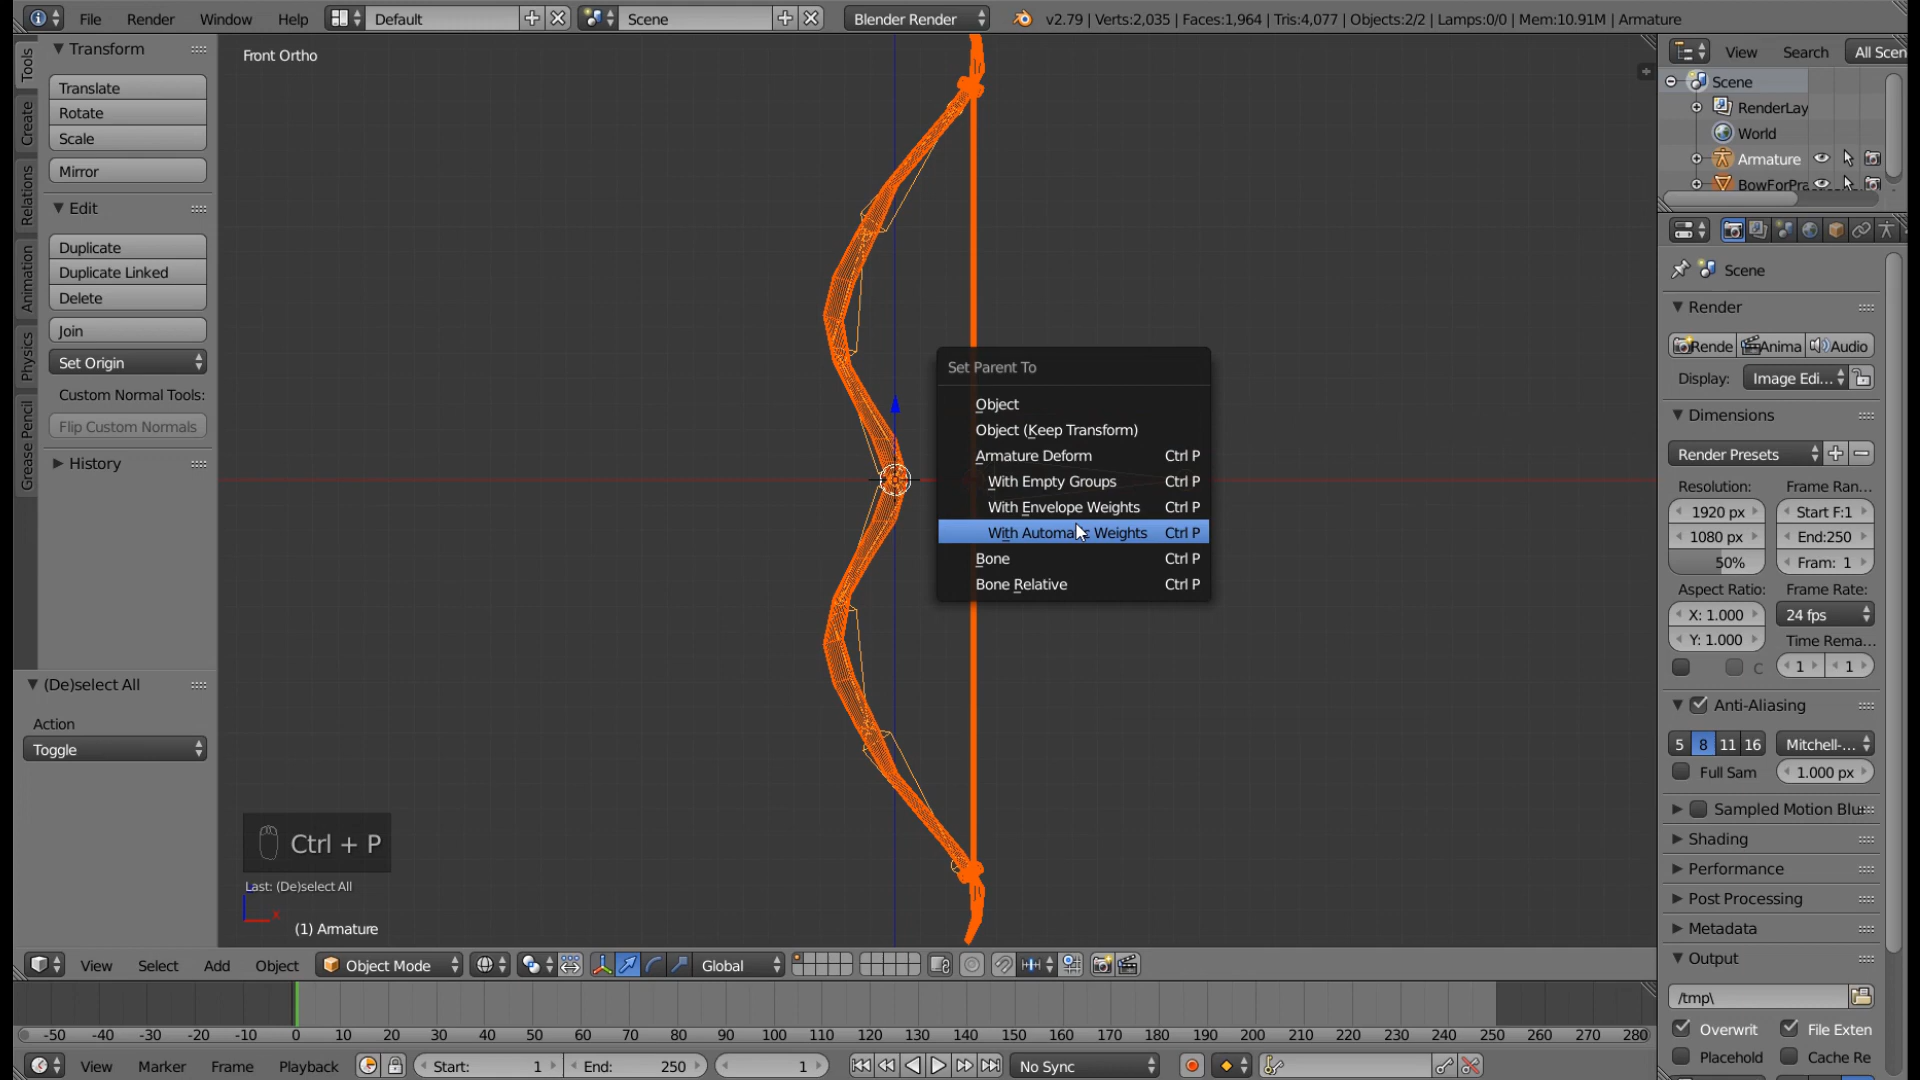 File Render Window Help Default Scene Blender Render v2.79 | Verts:2,035 | Faces:1,964 | Tris:4,077 | Objects:2/2 | Lamps:0/0 | Mem:10.91M | Armature
Tools
Create
Relations
Animation
Physics
Grease Pencil
Transform
Translate
Rotate
Scale
Mirror
Edit
Duplicate
Duplicate Linked
Delete
Join
Set Origin
Custom Normal Tools:
Flip Custom Normals
History
(De)select All
Action
Toggle
Front Ortho
Set Parent To
Object
Object (Keep Transform)
Armature Deform Ctrl P
With Empty Groups Ctrl P
With Envelope Weights Ctrl P
With Automa Weights Ctrl P
Bone Ctrl P
Bone Relative Ctrl P
Ctrl + P
Last: (De)select All
x
(1) Armature
View Select Add Object Object Mode Global
-50 -40 -30 -20 -10 0 10 20 30 40 50 60 70 80 90 100 110 120 130 140 150 160 170 180 190 200 210 220 230 240 250 260 270 280
View Marker Frame Playback Start: 1 End: 250 1 No Sync
View Search All Scen
Scene
RenderLay
World
Armature
BowForPra
Scene
Render
Rende Anima Audio
Display: Image Edi...
Dimensions
Render Presets
Resolution: Frame Ran...
1920 px Start F:1
1080 px End:250
50% Fram: 1
Aspect Ratio: Frame Rate:
X: 1.000 24 fps
Y: 1.000 Time Rema...
C 1 1
Anti-Aliasing
5 8 11 16 Mitchell-...
Full Sam 1.000 px
Sampled Motion Blu
Shading
Performance
Post Processing
Metadata
Output
/tmp\
Overwrit File Exten
Placehold Cache Re